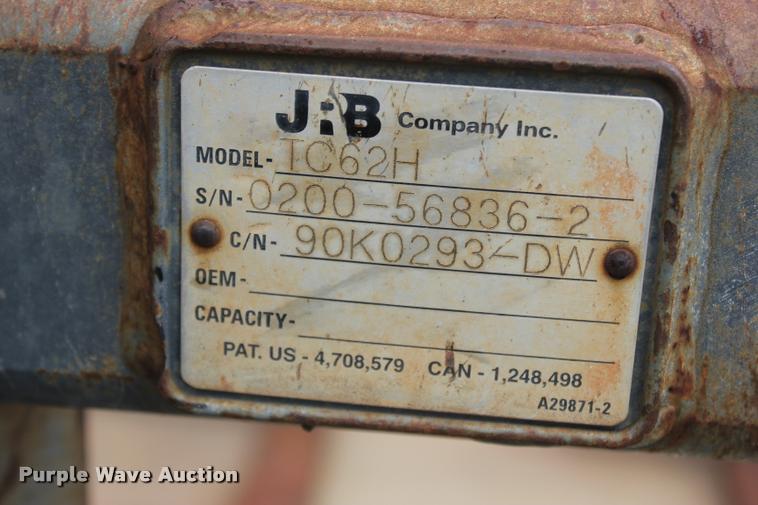 JRB Company Inc.
MODEL- TC62H
S/N- 0200-56836-2
C/N- 90K0293-DW
OEM-
CAPACITY-
PAT. US - 4,708,579 CAN - 1,248,498
A29871-2
Purple Wave Auction